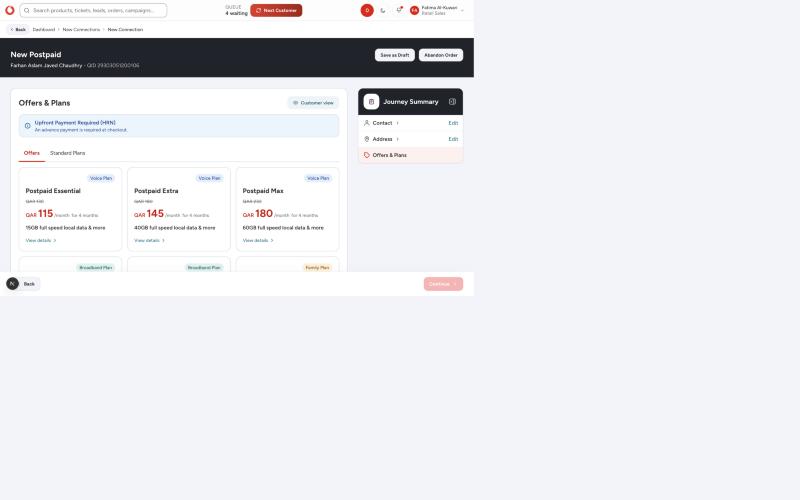 Search products, tickets, leads, orders, campaigns...
QUEUE
4 waiting
Next Customer
FA
Fatima Al-Kuwari
Retail Sales
Back
Dashboard
New Connections
New Connection
New Postpaid
Farhan Aslam Javed Chaudhry - QID 29303051200106
Save as Draft
Abandon Order
Offers & Plans
Customer view
Upfront Payment Required (HRN)
An advance payment is required at checkout.
Offers
Standard Plans
Voice Plan
Postpaid Essential
QAR 115 /month for 4 months
15GB full speed local data & more
View details
Voice Plan
Postpaid Extra
QAR 145 /month for 4 months
40GB full speed local data & more
View details
Voice Plan
Postpaid Max
QAR 180 /month for 4 months
60GB full speed local data & more
View details
Broadband Plan
Broadband Plan
Family Plan
Journey Summary
Contact
Edit
Address
Edit
Offers & Plans
Back
Continue